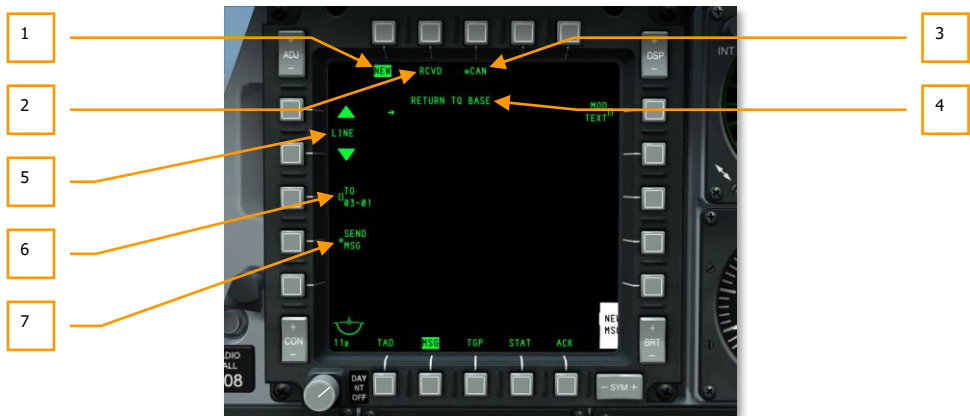 1
2
3
4
5
6
7
ADJ
DSP
INT
NEW RCVD *CAN
RETURN TO BASE
MOD
TEXT[]
LINE
[]TO
03-01
*SEND
MSG
NEW
MSG
TAD MSG TGP STAT ACK
CON
BRT
DAY
NT
OFF
- SYM +
DIO
ALL
08